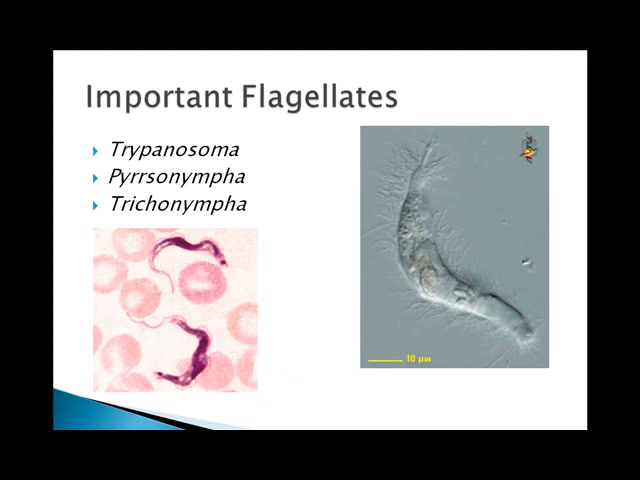 Important Flagellates
Trypanosoma
Pyrrsonympha
Trichonympha
10 µm